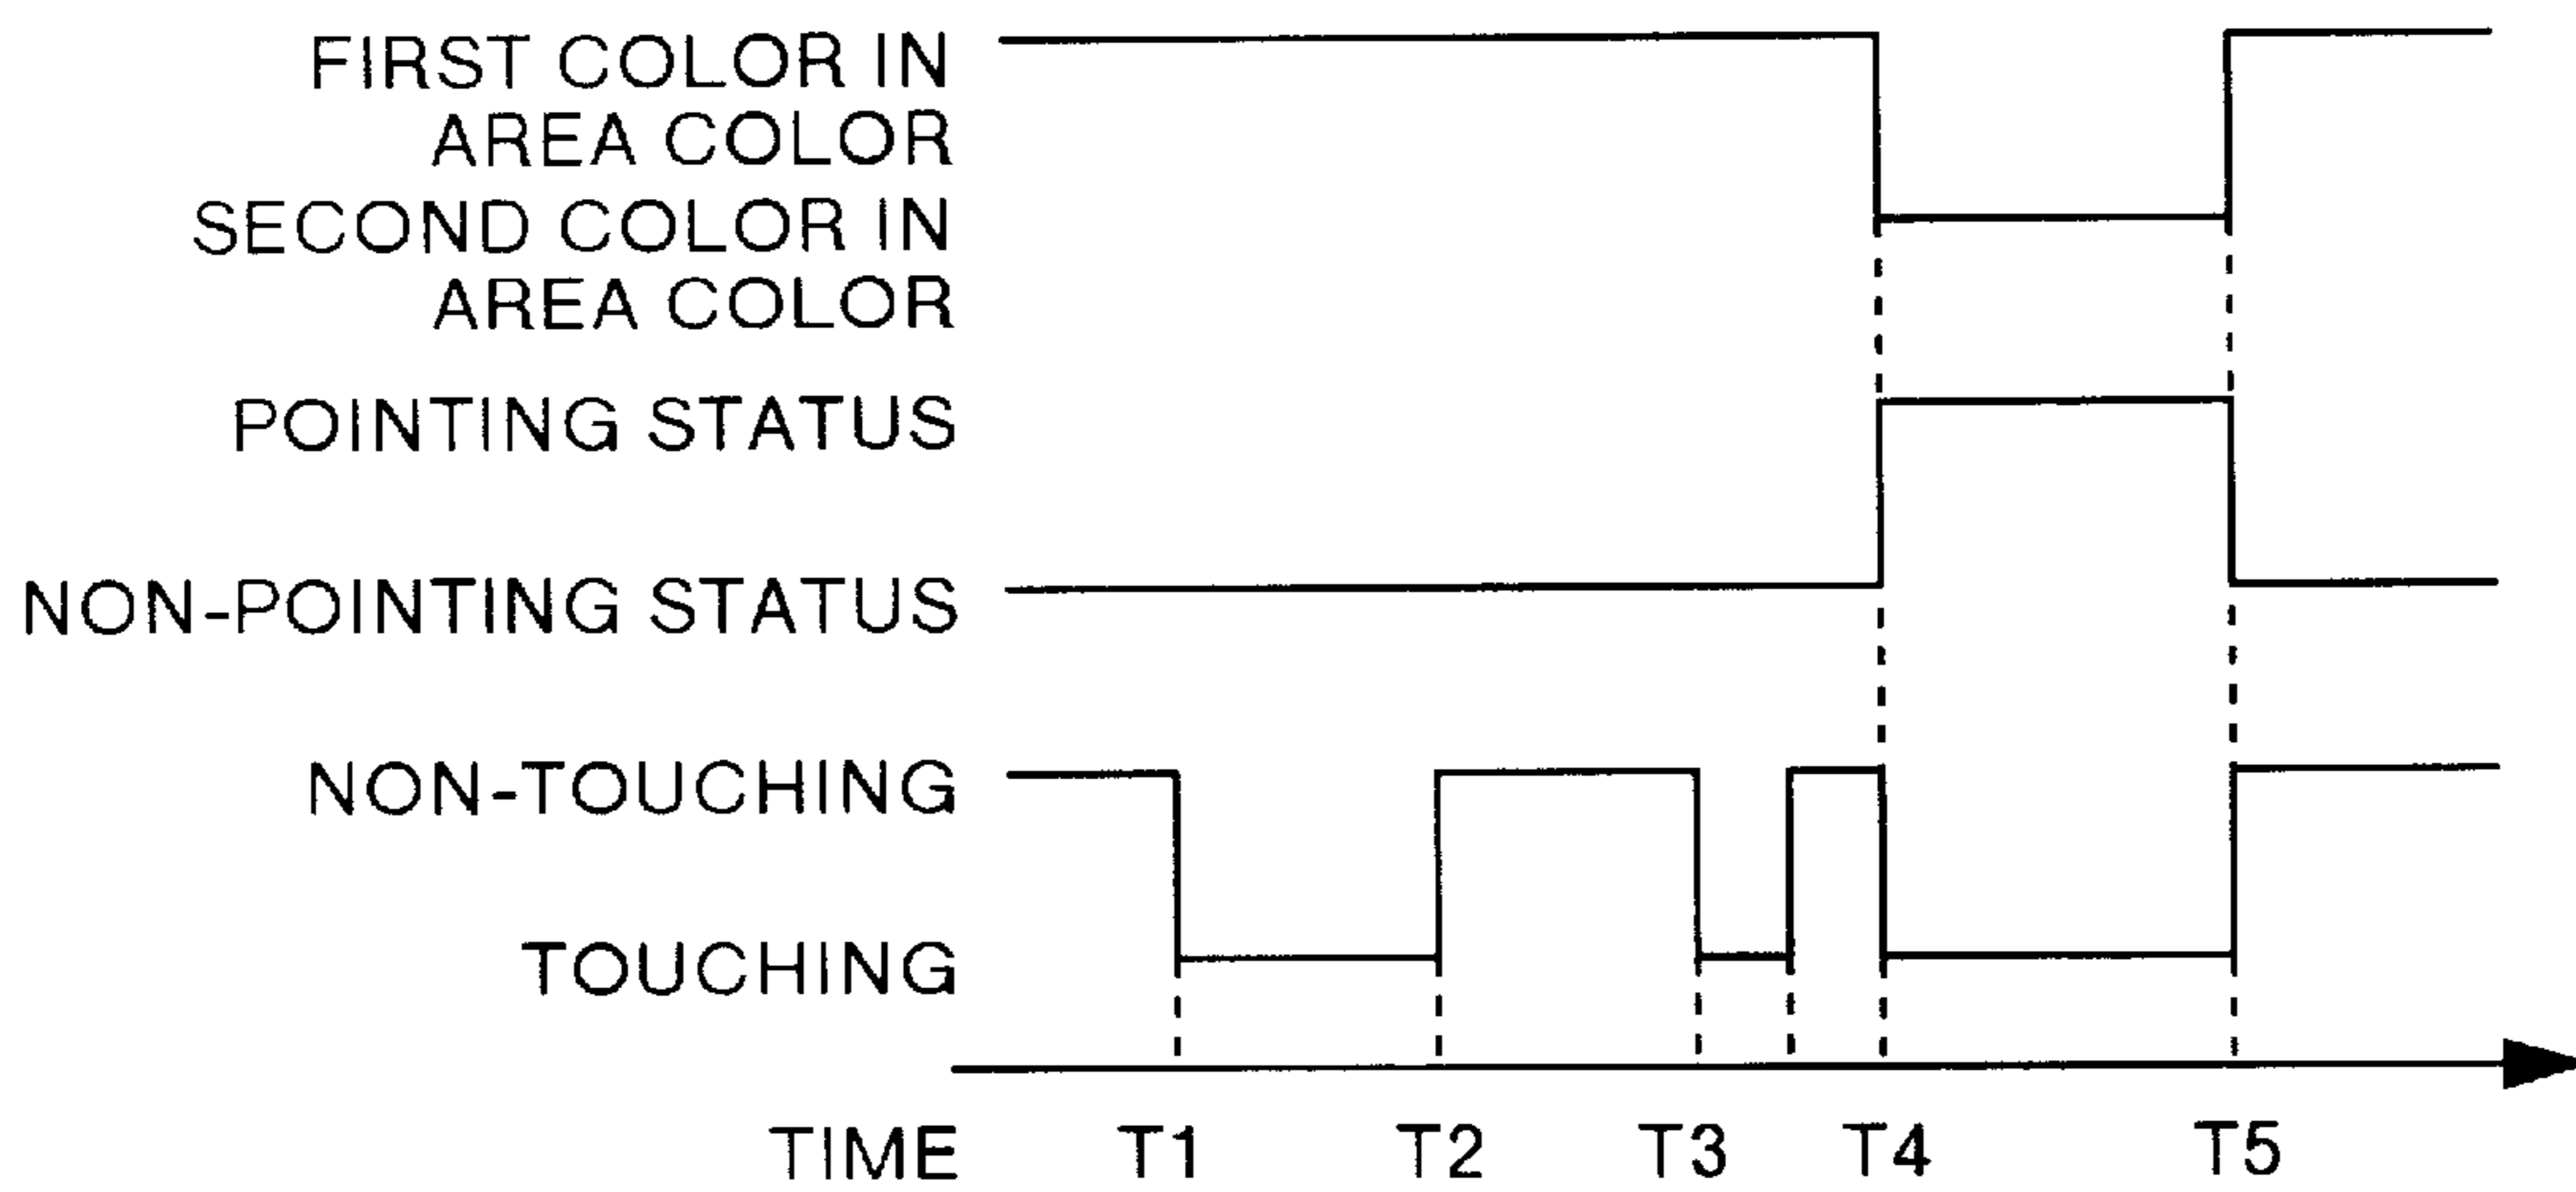 FIRST COLOR IN
AREA COLOR
SECOND COLOR IN
AREA COLOR
POINTING STATUS
NON-POINTING STATUS
NON-TOUCHING
TOUCHING
TIME T1 T2 T3 T4 T5